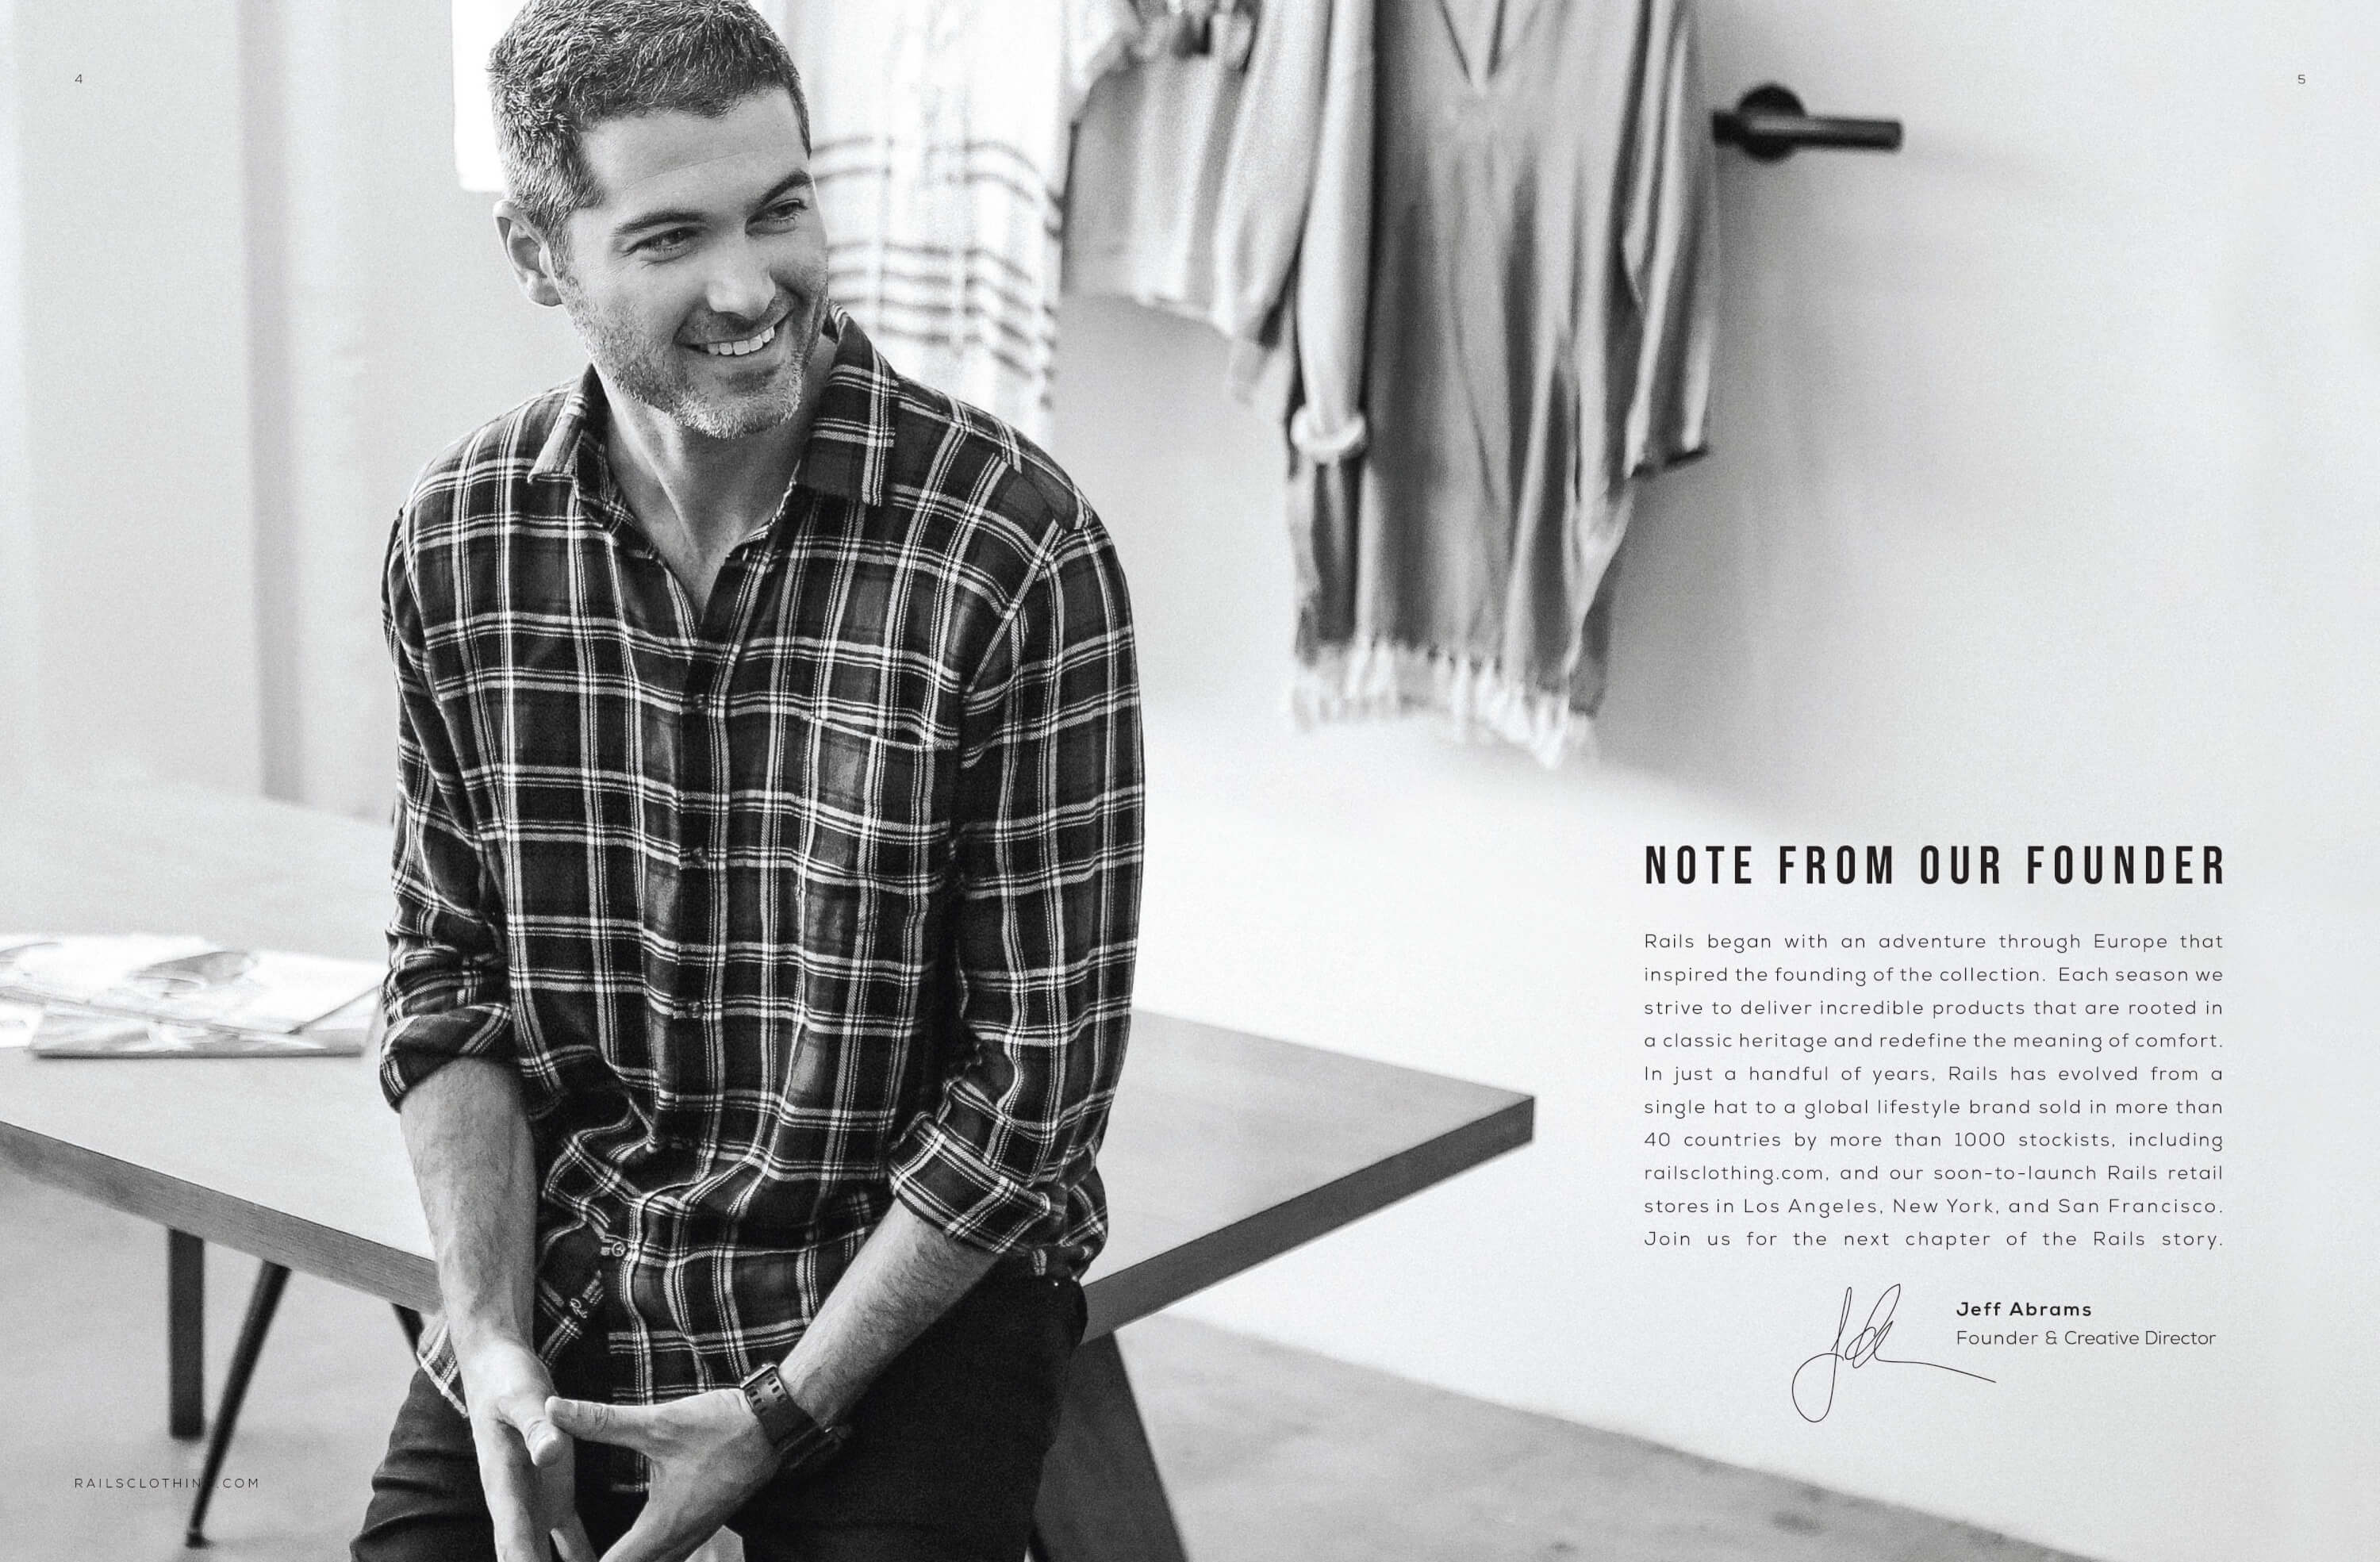 4
5
NOTE FROM OUR FOUNDER
Rails began with an adventure through Europe that
inspired the founding of the collection. Each season we
strive to deliver incredible products that are rooted in
a classic heritage and redefine the meaning of comfort.
In just a handful of years, Rails has evolved from a
single hat to a global lifestyle brand sold in more than
40 countries by more than 1000 stockists, including
railsclothing.com, and our soon-to-launch Rails retail
stores in Los Angeles, New York, and San Francisco.
Join us for the next chapter of the Rails story.
Jeff Abrams
Founder & Creative Director
RAILSCLOTHING.COM